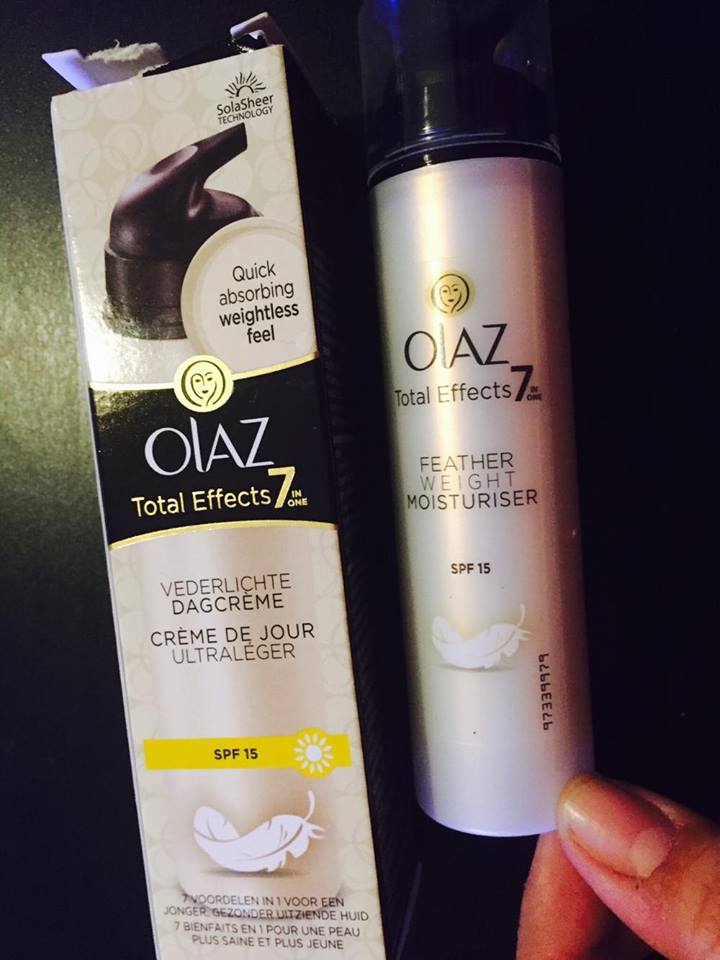 SolaSheer
TECHNOLOGY
Quick
absorbing
weightless
feel
OLAZ
Total Effects 7 IN ONE
VEDERLICHTE
DAGCRÈME
CRÈME DE JOUR
ULTRALÉGER
SPF 15
7 VOORDELEN IN 1 VOOR EEN
JONGER, GEZONDER UITZIENDE HUID
7 BIENFAITS EN 1 POUR UNE PEAU
PLUS SAINE ET PLUS JEUNE
OLAZ
Total Effects 7 IN ONE
FEATHER
WEIGHT
MOISTURISER
SPF 15
97339979